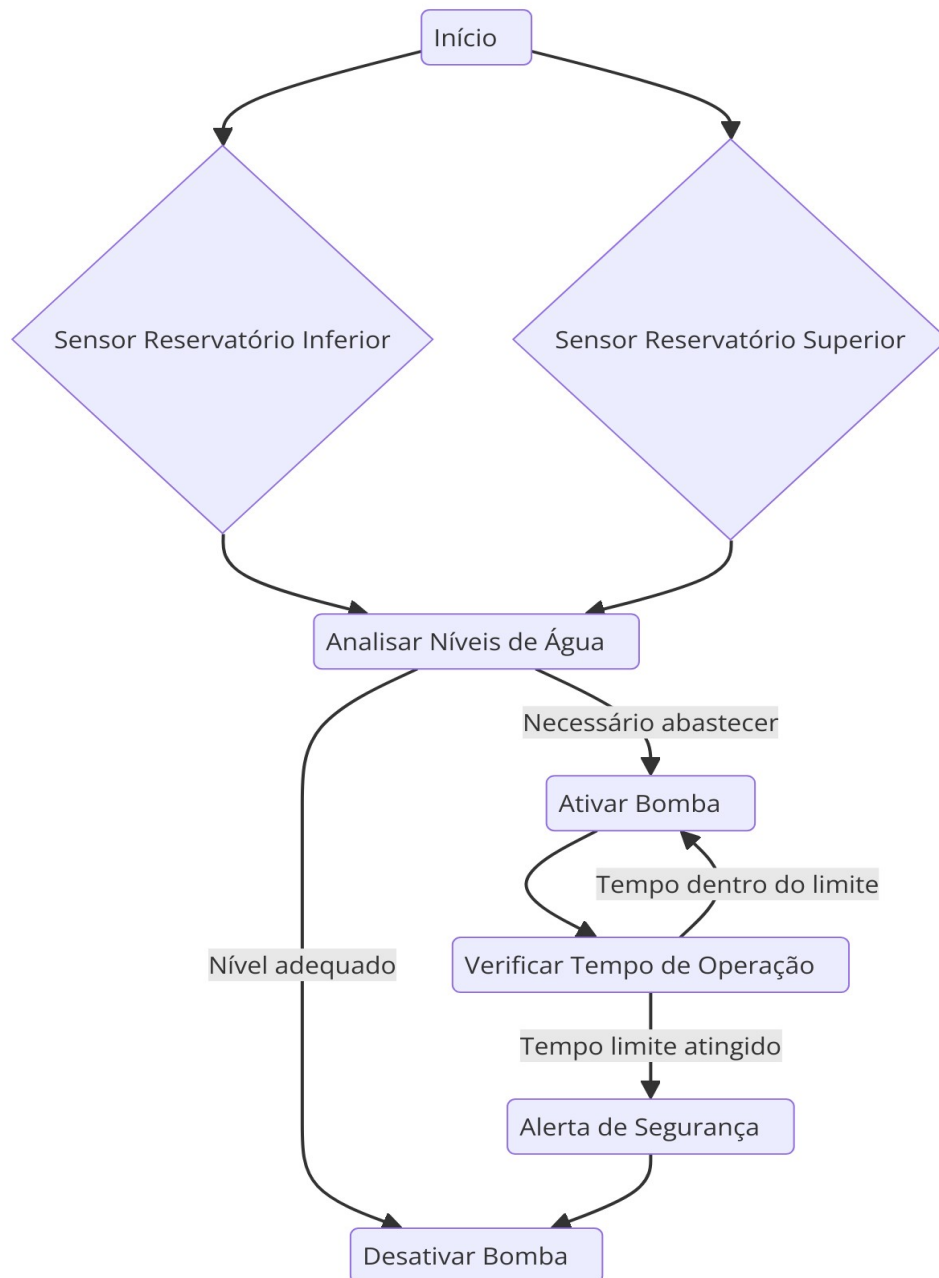 Início
Sensor Reservatório Inferior
Sensor Reservatório Superior
Analisar Níveis de Água
Necessário abastecer
Ativar Bomba
Tempo dentro do limite
Nível adequado
Verificar Tempo de Operação
Tempo limite atingido
Alerta de Segurança
Desativar Bomba